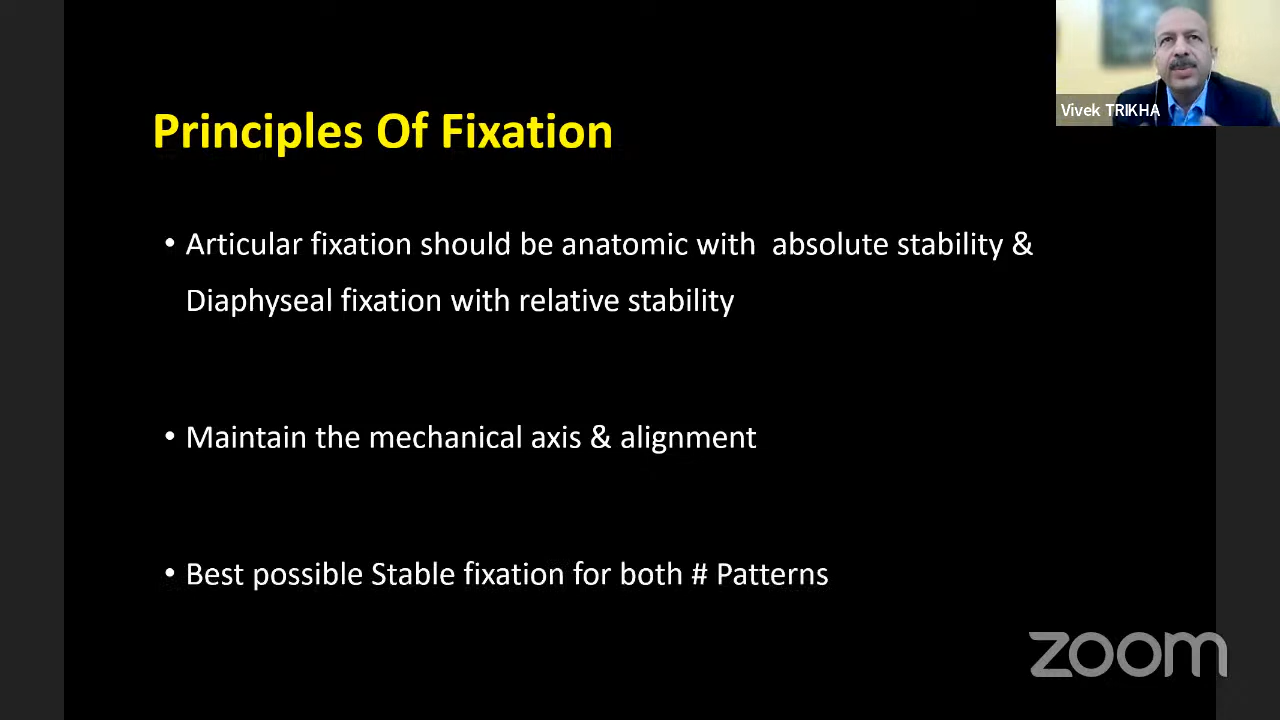 Vivek TRIKHA
Principles Of Fixation
• Articular fixation should be anatomic with absolute stability &
Diaphyseal fixation with relative stability
• Maintain the mechanical axis & alignment
• Best possible Stable fixation for both # Patterns
zoom